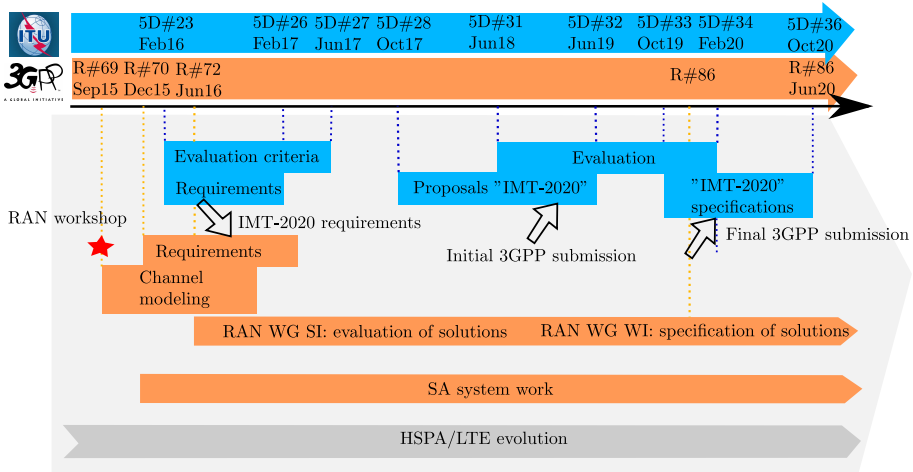 ITU
5D#23 5D#26 5D#27 5D#28 5D#31 5D#32 5D#33 5D#34 5D#36
Feb16 Feb17 Jun17 Oct17 Jun18 Jun19 Oct19 Feb20 Oct20
3GPP
A GLOBAL INITIATIVE
R#69 R#70 R#72 R#86 R#86
Sep15 Dec15 Jun16 Jun20
Evaluation criteria Evaluation
Requirements Proposals "IMT-2020" "IMT-2020"
specifications
RAN workshop IMT-2020 requirements Final 3GPP submission
Requirements Initial 3GPP submission
Channel
modeling
RAN WG SI: evaluation of solutions RAN WG WI: specification of solutions
SA system work
HSPA/LTE evolution